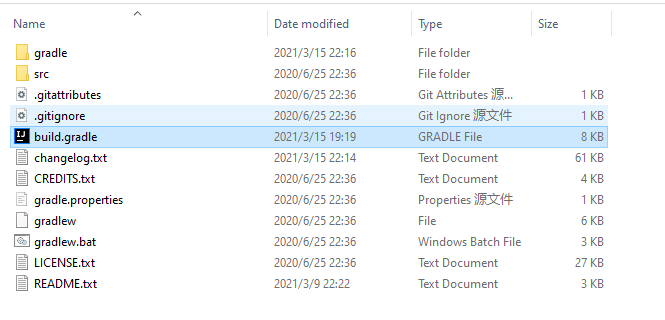 Name Date modified Type Size
gradle 2021/3/15 22:16 File folder
src 2020/6/25 22:36 File folder
.gitattributes 2020/6/25 22:36 Git Attributes 源... 1 KB
.gitignore 2020/6/25 22:36 Git Ignore 源文件 1 KB
IJ build.gradle 2021/3/15 19:19 GRADLE File 8 KB
changelog.txt 2021/3/15 22:14 Text Document 61 KB
CREDITS.txt 2020/6/25 22:36 Text Document 4 KB
gradle.properties 2020/6/25 22:36 Properties 源文件 1 KB
gradlew 2020/6/25 22:36 File 6 KB
gradlew.bat 2020/6/25 22:36 Windows Batch File 3 KB
LICENSE.txt 2020/6/25 22:36 Text Document 27 KB
README.txt 2021/3/9 22:22 Text Document 3 KB